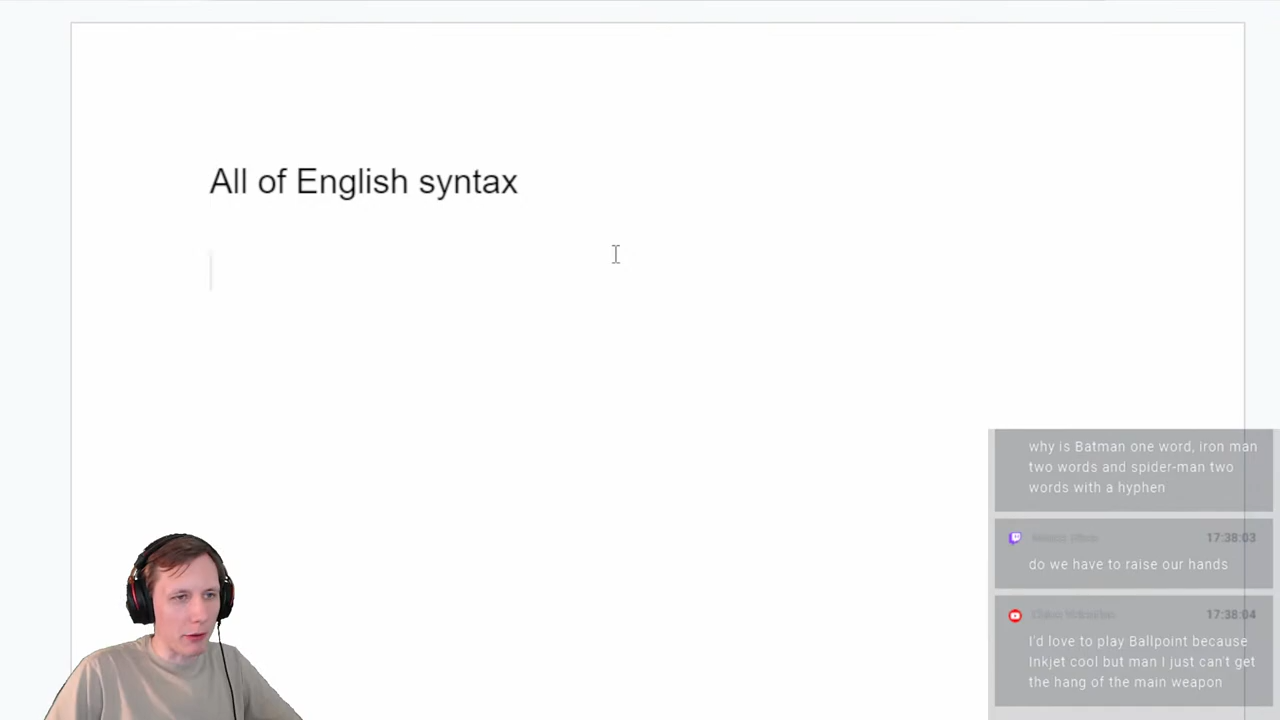 All of English syntax
why is Batman one word, iron man
two words and spider-man two
words with a hyphen
17:38:03
do we have to raise our hands
17:38:04
I'd love to play Ballpoint because
Inkjet cool but man I just can't get
the hang of the main weapon